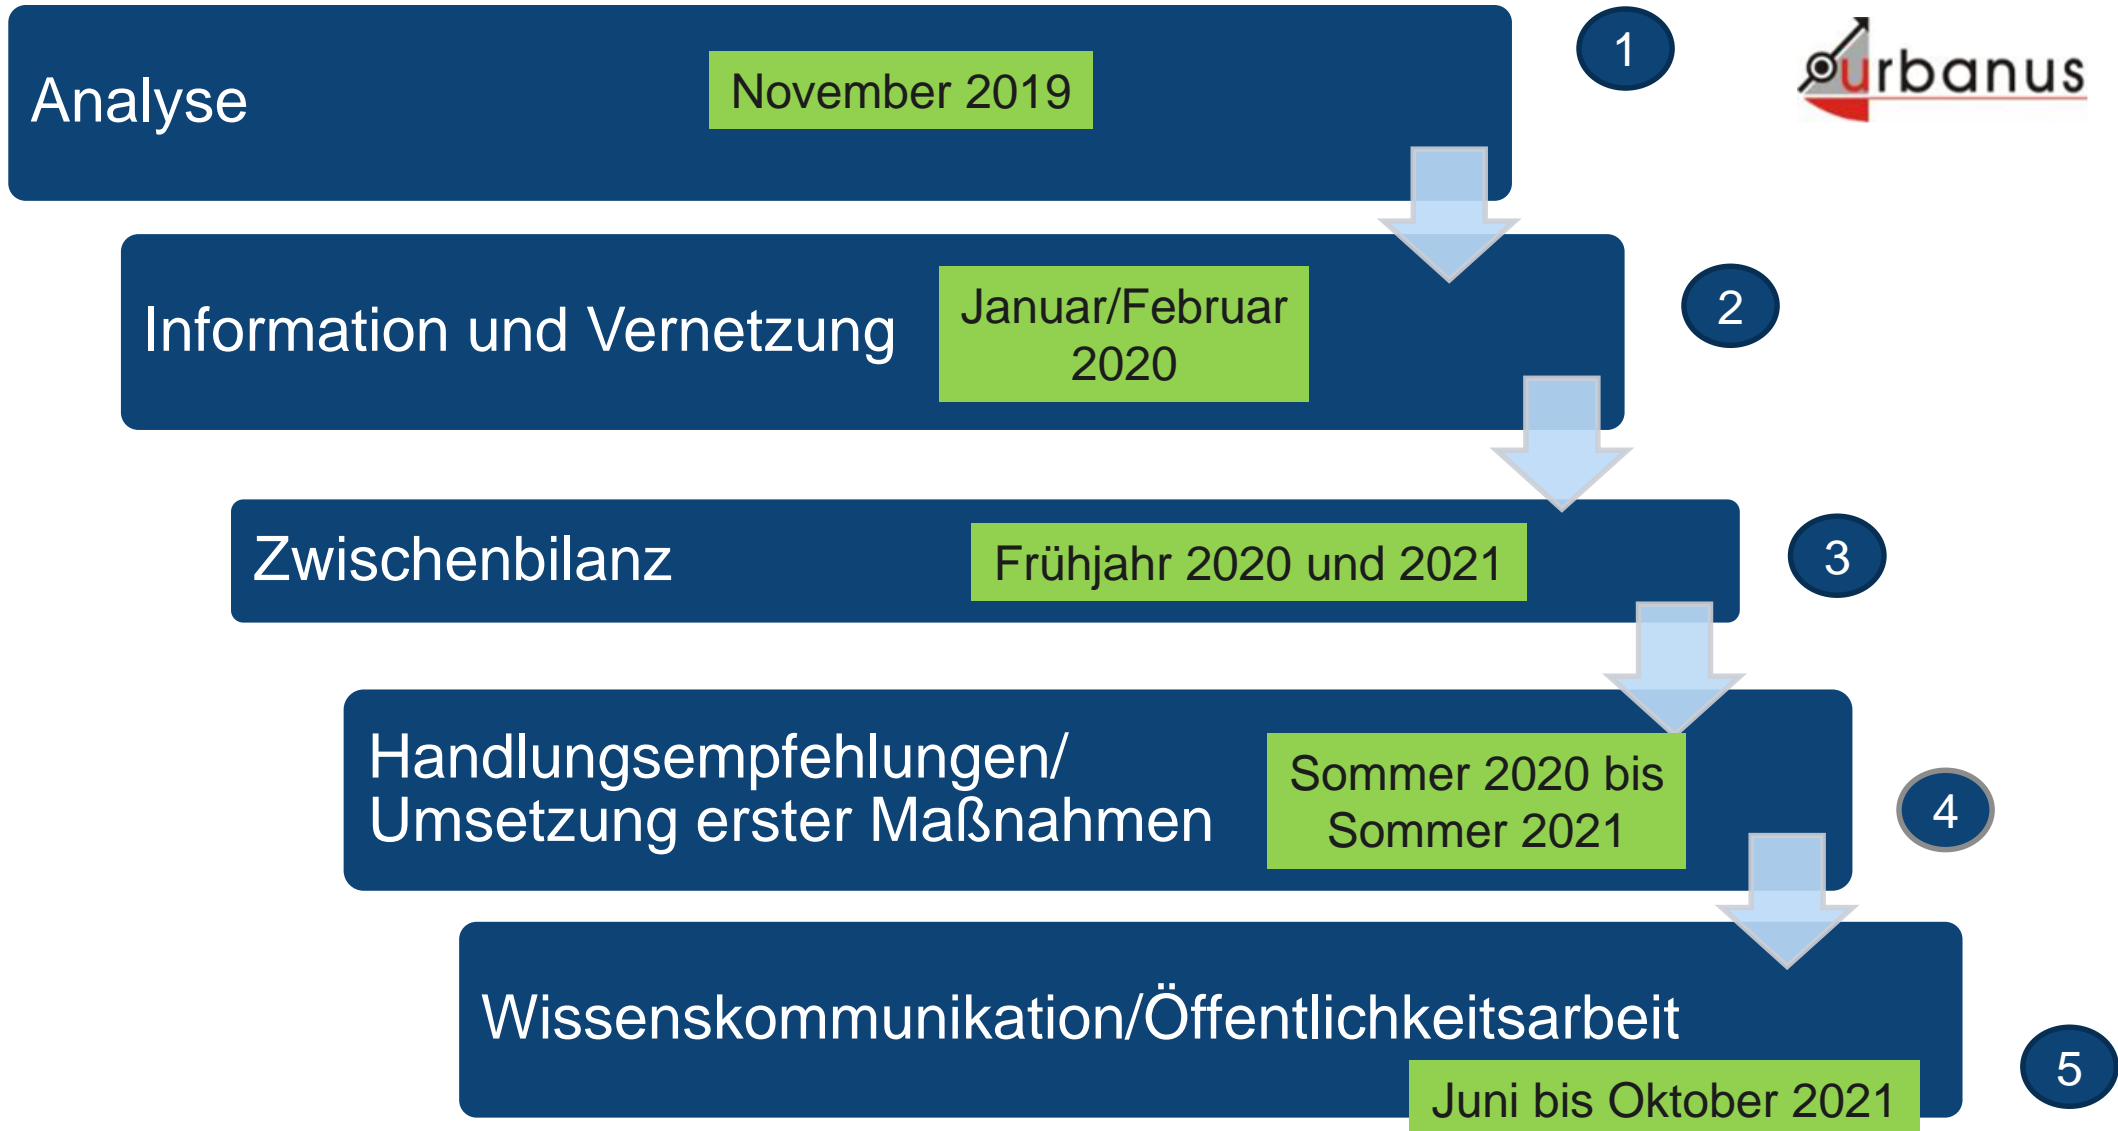 Analyse
November 2019
1
urbanus
Information und Vernetzung
Januar/Februar
2020
2
Zwischenbilanz
Frühjahr 2020 und 2021
3
Handlungsempfehlungen/
Umsetzung erster Maßnahmen
Sommer 2020 bis
Sommer 2021
4
Wissenskommunikation/Öffentlichkeitsarbeit
Juni bis Oktober 2021
5